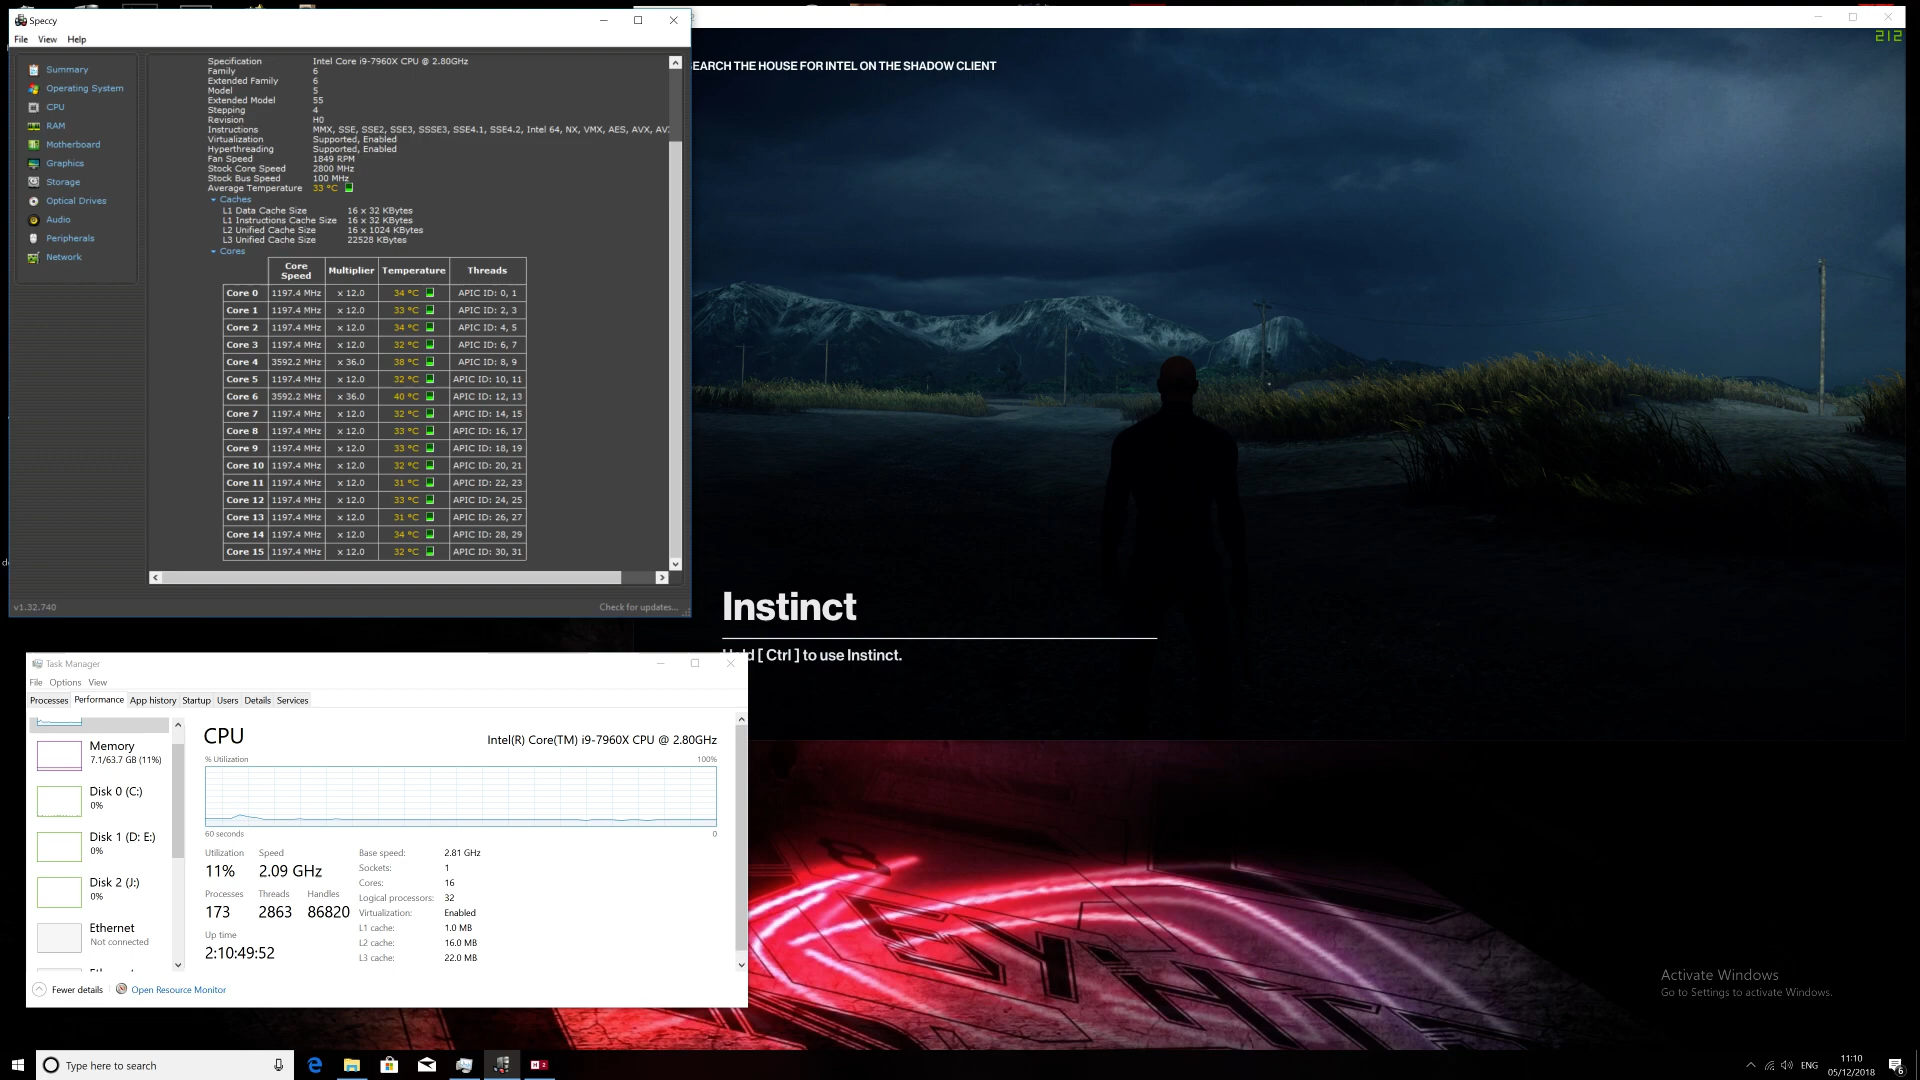 Speccy
File View Help
Summary
Operating System
CPU
RAM
Motherboard
Graphics
Storage
Optical Drives
Audio
Peripherals
Network
Specification Intel Core i9-7960X CPU @ 2.80GHz
Family 6
Extended Family 6
Model 5
Extended Model 55
Stepping 4
Revision H0
Instructions MMX, SSE, SSE2, SSE3, SSSE3, SSE4.1, SSE4.2, Intel 64, NX, VMX, AES, AVX,
Virtualization Supported, Enabled
Hyperthreading Supported, Enabled
Fan Speed 1849 RPM
Stock Core Speed 2800 MHz
Stock Bus Speed 100 MHz
Average Temperature 33 °C
Caches
L1 Data Cache Size 16 x 32 KBytes
L1 Instructions Cache Size 16 x 32 KBytes
L2 Unified Cache Size 16 x 1024 KBytes
L3 Unified Cache Size 22528 KBytes
Cores
Core Speed Multiplier Temperature Threads
Core 0 1197.4 MHz x 12.0 34 °C APIC ID: 0, 1
Core 1 1197.4 MHz x 12.0 33 °C APIC ID: 2, 3
Core 2 1197.4 MHz x 12.0 34 °C APIC ID: 4, 5
Core 3 1197.4 MHz x 12.0 32 °C APIC ID: 6, 7
Core 4 3592.2 MHz x 36.0 38 °C APIC ID: 8, 9
Core 5 1197.4 MHz x 12.0 32 °C APIC ID: 10, 11
Core 6 3592.2 MHz x 36.0 40 °C APIC ID: 12, 13
Core 7 1197.4 MHz x 12.0 32 °C APIC ID: 14, 15
Core 8 1197.4 MHz x 12.0 33 °C APIC ID: 16, 17
Core 9 1197.4 MHz x 12.0 33 °C APIC ID: 18, 19
Core 10 1197.4 MHz x 12.0 32 °C APIC ID: 20, 21
Core 11 1197.4 MHz x 12.0 31 °C APIC ID: 22, 23
Core 12 1197.4 MHz x 12.0 33 °C APIC ID: 24, 25
Core 13 1197.4 MHz x 12.0 31 °C APIC ID: 26, 27
Core 14 1197.4 MHz x 12.0 34 °C APIC ID: 28, 29
Core 15 1197.4 MHz x 12.0 32 °C APIC ID: 30, 31
v1.32.740 Check for updates...
212
EARCH THE HOUSE FOR INTEL ON THE SHADOW CLIENT
Instinct
[ Ctrl ] to use Instinct.
Task Manager
File Options View
Processes Performance App history Startup Users Details Services
Memory
7.1/63.7 GB (11%)
Disk 0 (C:)
0%
Disk 1 (D: E:)
0%
Disk 2 (J:)
0%
Ethernet
Not connected
CPU Intel(R) Core(TM) i9-7960X CPU @ 2.80GHz
% Utilization 100%
60 seconds 0
Utilization Speed
11% 2.09 GHz
Processes Threads Handles
173 2863 86820
Up time
2:10:49:52
Base speed: 2.81 GHz
Sockets: 1
Cores: 16
Logical processors: 32
Virtualization: Enabled
L1 cache: 1.0 MB
L2 cache: 16.0 MB
L3 cache: 22.0 MB
Fewer details Open Resource Monitor
Activate Windows
Go to Settings to activate Windows.
Type here to search
H 2
ENG
11:10
05/12/2018
6